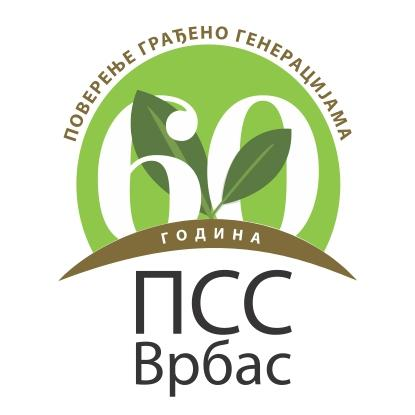 ПОВЕРЕЊЕ ГРАЂЕНО ГЕНЕРАЦИЈАМА
60
ГОДИНА
ПСС
Врбас